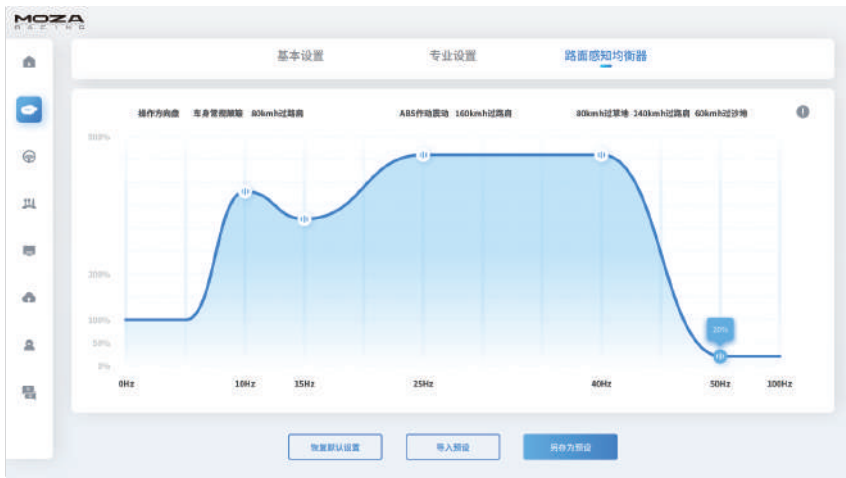 MOZA
RACING
基本设置
专业设置
路面感知均衡器
操作方向盘 车身常规颠簸 80kmh过路肩 ABS作动震动 160kmh过路肩 80kmh过草地 240kmh过路肩 60kmh过沙地
500%
200%
100%
50%
0%
20%
0Hz 10Hz 15Hz 25Hz 40Hz 50Hz 100Hz
恢复默认设置
导入预设
另存为预设